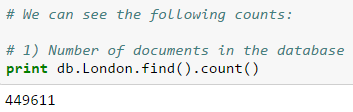 # We can see the following counts:
# 1) Number of documents in the database
print db.London.find().count()
449611